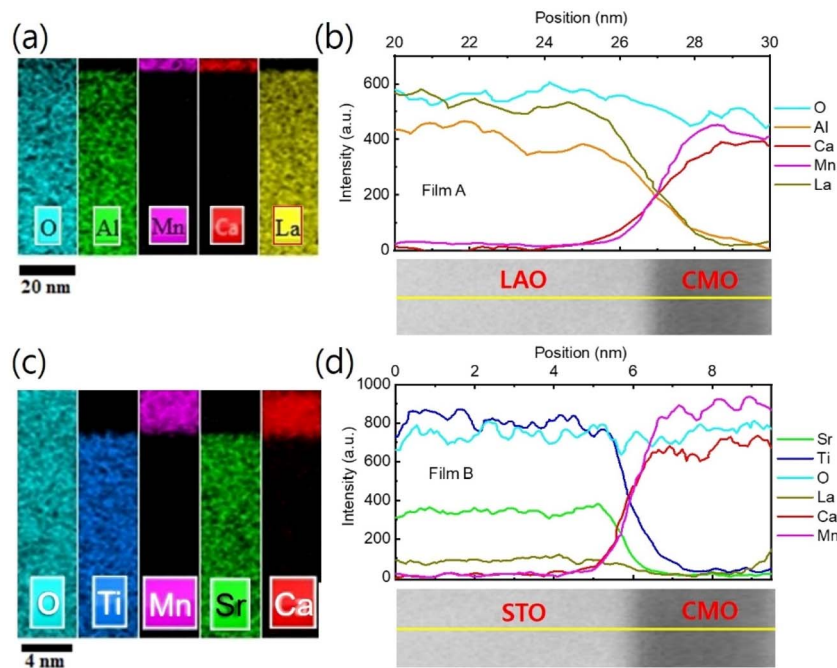 (a)
O Al Mn Ca La
20 nm
(b)
Position (nm)
20 22 24 26 28 30
Intensity (a.u.)
600
400
200
0
Film A
O
Al
Ca
Mn
La
LAO CMO
(c)
O Ti Mn Sr Ca
4 nm
(d)
Position (nm)
0 2 4 6 8
Intensity (a.u.)
1000
800
600
400
200
0
Film B
Sr
Ti
O
La
Ca
Mn
STO CMO